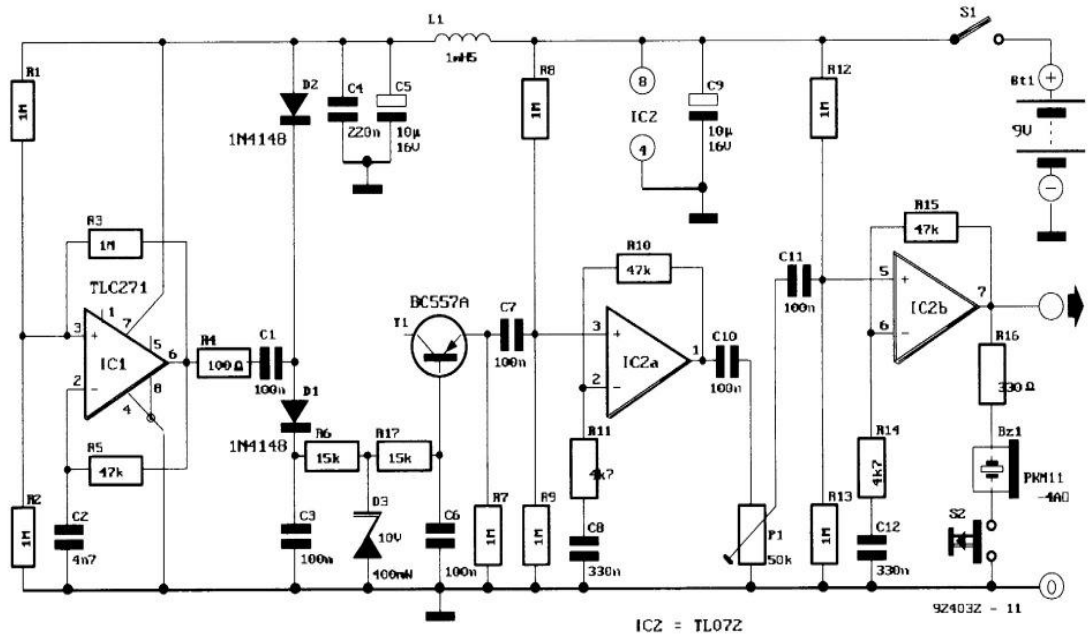 L1
1mH5
S1
R1
1M
D2
1N4148
C4
220n
C5
10µ
16V
R8
1M
8
IC2
4
C9
10µ
16V
R12
1M
Bt1
+
9V
−
R3
1M
TLC271
1
7
3
+
5
IC1
6
8
2
−
4
R4
100Ω
C1
100n
D1
1N4148
R5
47k
R2
1M
C2
4n7
R6
15k
R17
15k
C3
100n
D3
10V
400mW
C6
100n
BC557A
T1
C7
100n
R7
1M
R9
1M
R10
47k
3
+
IC2a
1
2
−
R11
4k7
C8
330n
C10
100n
P1
50k
C11
100n
R15
47k
5
+
IC2b
7
6
−
R14
4k7
R13
1M
C12
330n
R16
330Ω
Bz1
PKM11
-4A0
S2
0
924032 - 11
IC2 = TL072